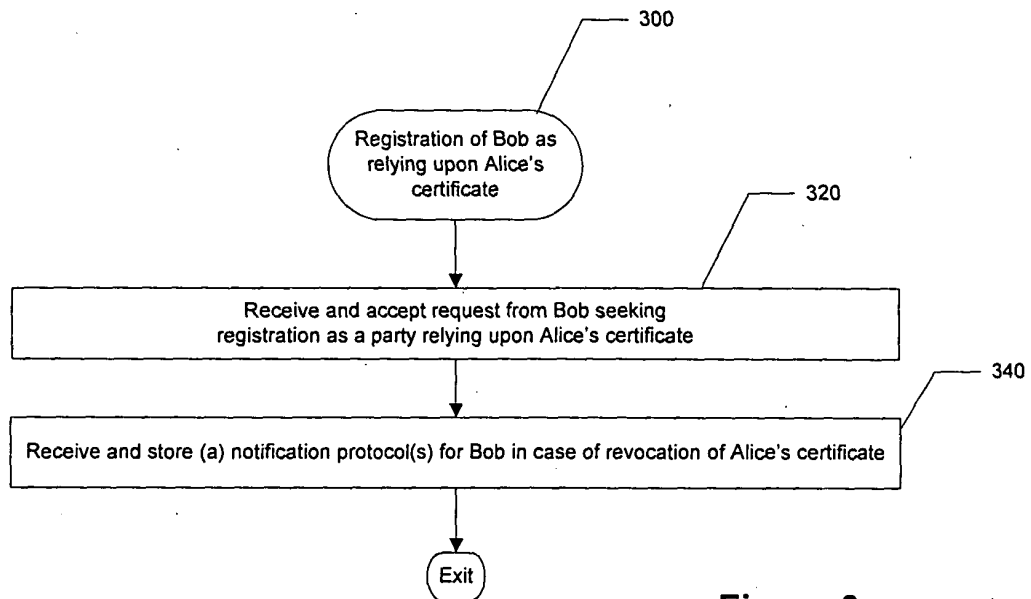 300
Registration of Bob as
relying upon Alice's
certificate
320
Receive and accept request from Bob seeking
registration as a party relying upon Alice's certificate
340
Receive and store (a) notification protocol(s) for Bob in case of revocation of Alice's certificate
Exit